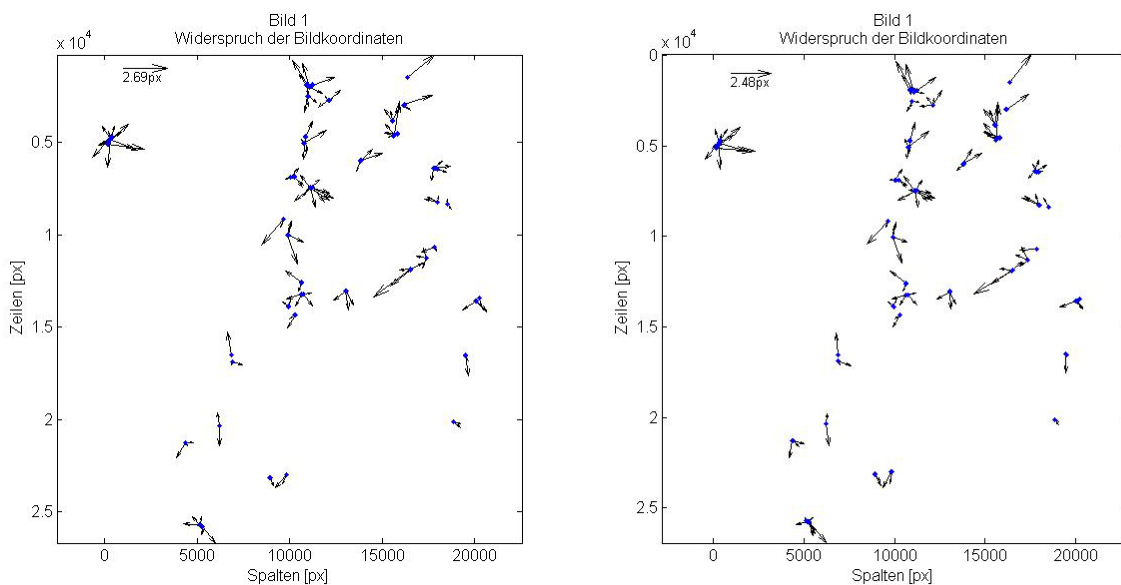 Bild 1
Widerspruch der Bildkoordinaten
x 10^4
2.69px
0.5
1
1.5
2
2.5
Zeilen [px]
0 5000 10000 15000 20000
Spalten [px]
Bild 1
Widerspruch der Bildkoordinaten
x 10^4
0
2.48px
0.5
1
1.5
2
2.5
Zeilen [px]
0 5000 10000 15000 20000
Spalten [px]